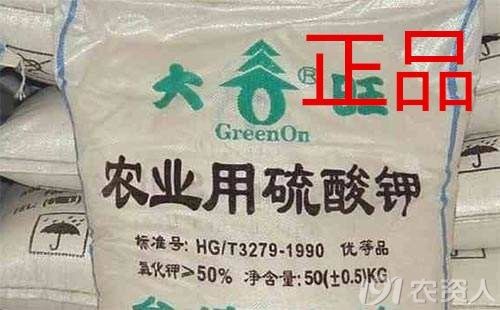 正品
大 旺
®
GreenOn
农业用硫酸钾
标准号: HG/T3279-1990 优等品
氧化钾≥50% 净含量: 50(±0.5)KG
农资人